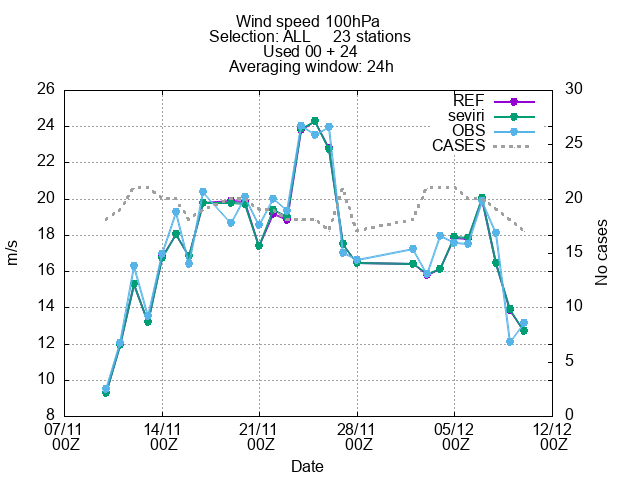 Wind speed 100hPa
Selection: ALL 23 stations
Used 00 + 24
Averaging window: 24h
REF
seviri
OBS
CASES
26
24
22
20
18
16
14
12
10
8
m/s
30
25
20
15
10
5
0
No cases
07/11 14/11 21/11 28/11 05/12 12/12
00Z 00Z 00Z 00Z 00Z 00Z
Date